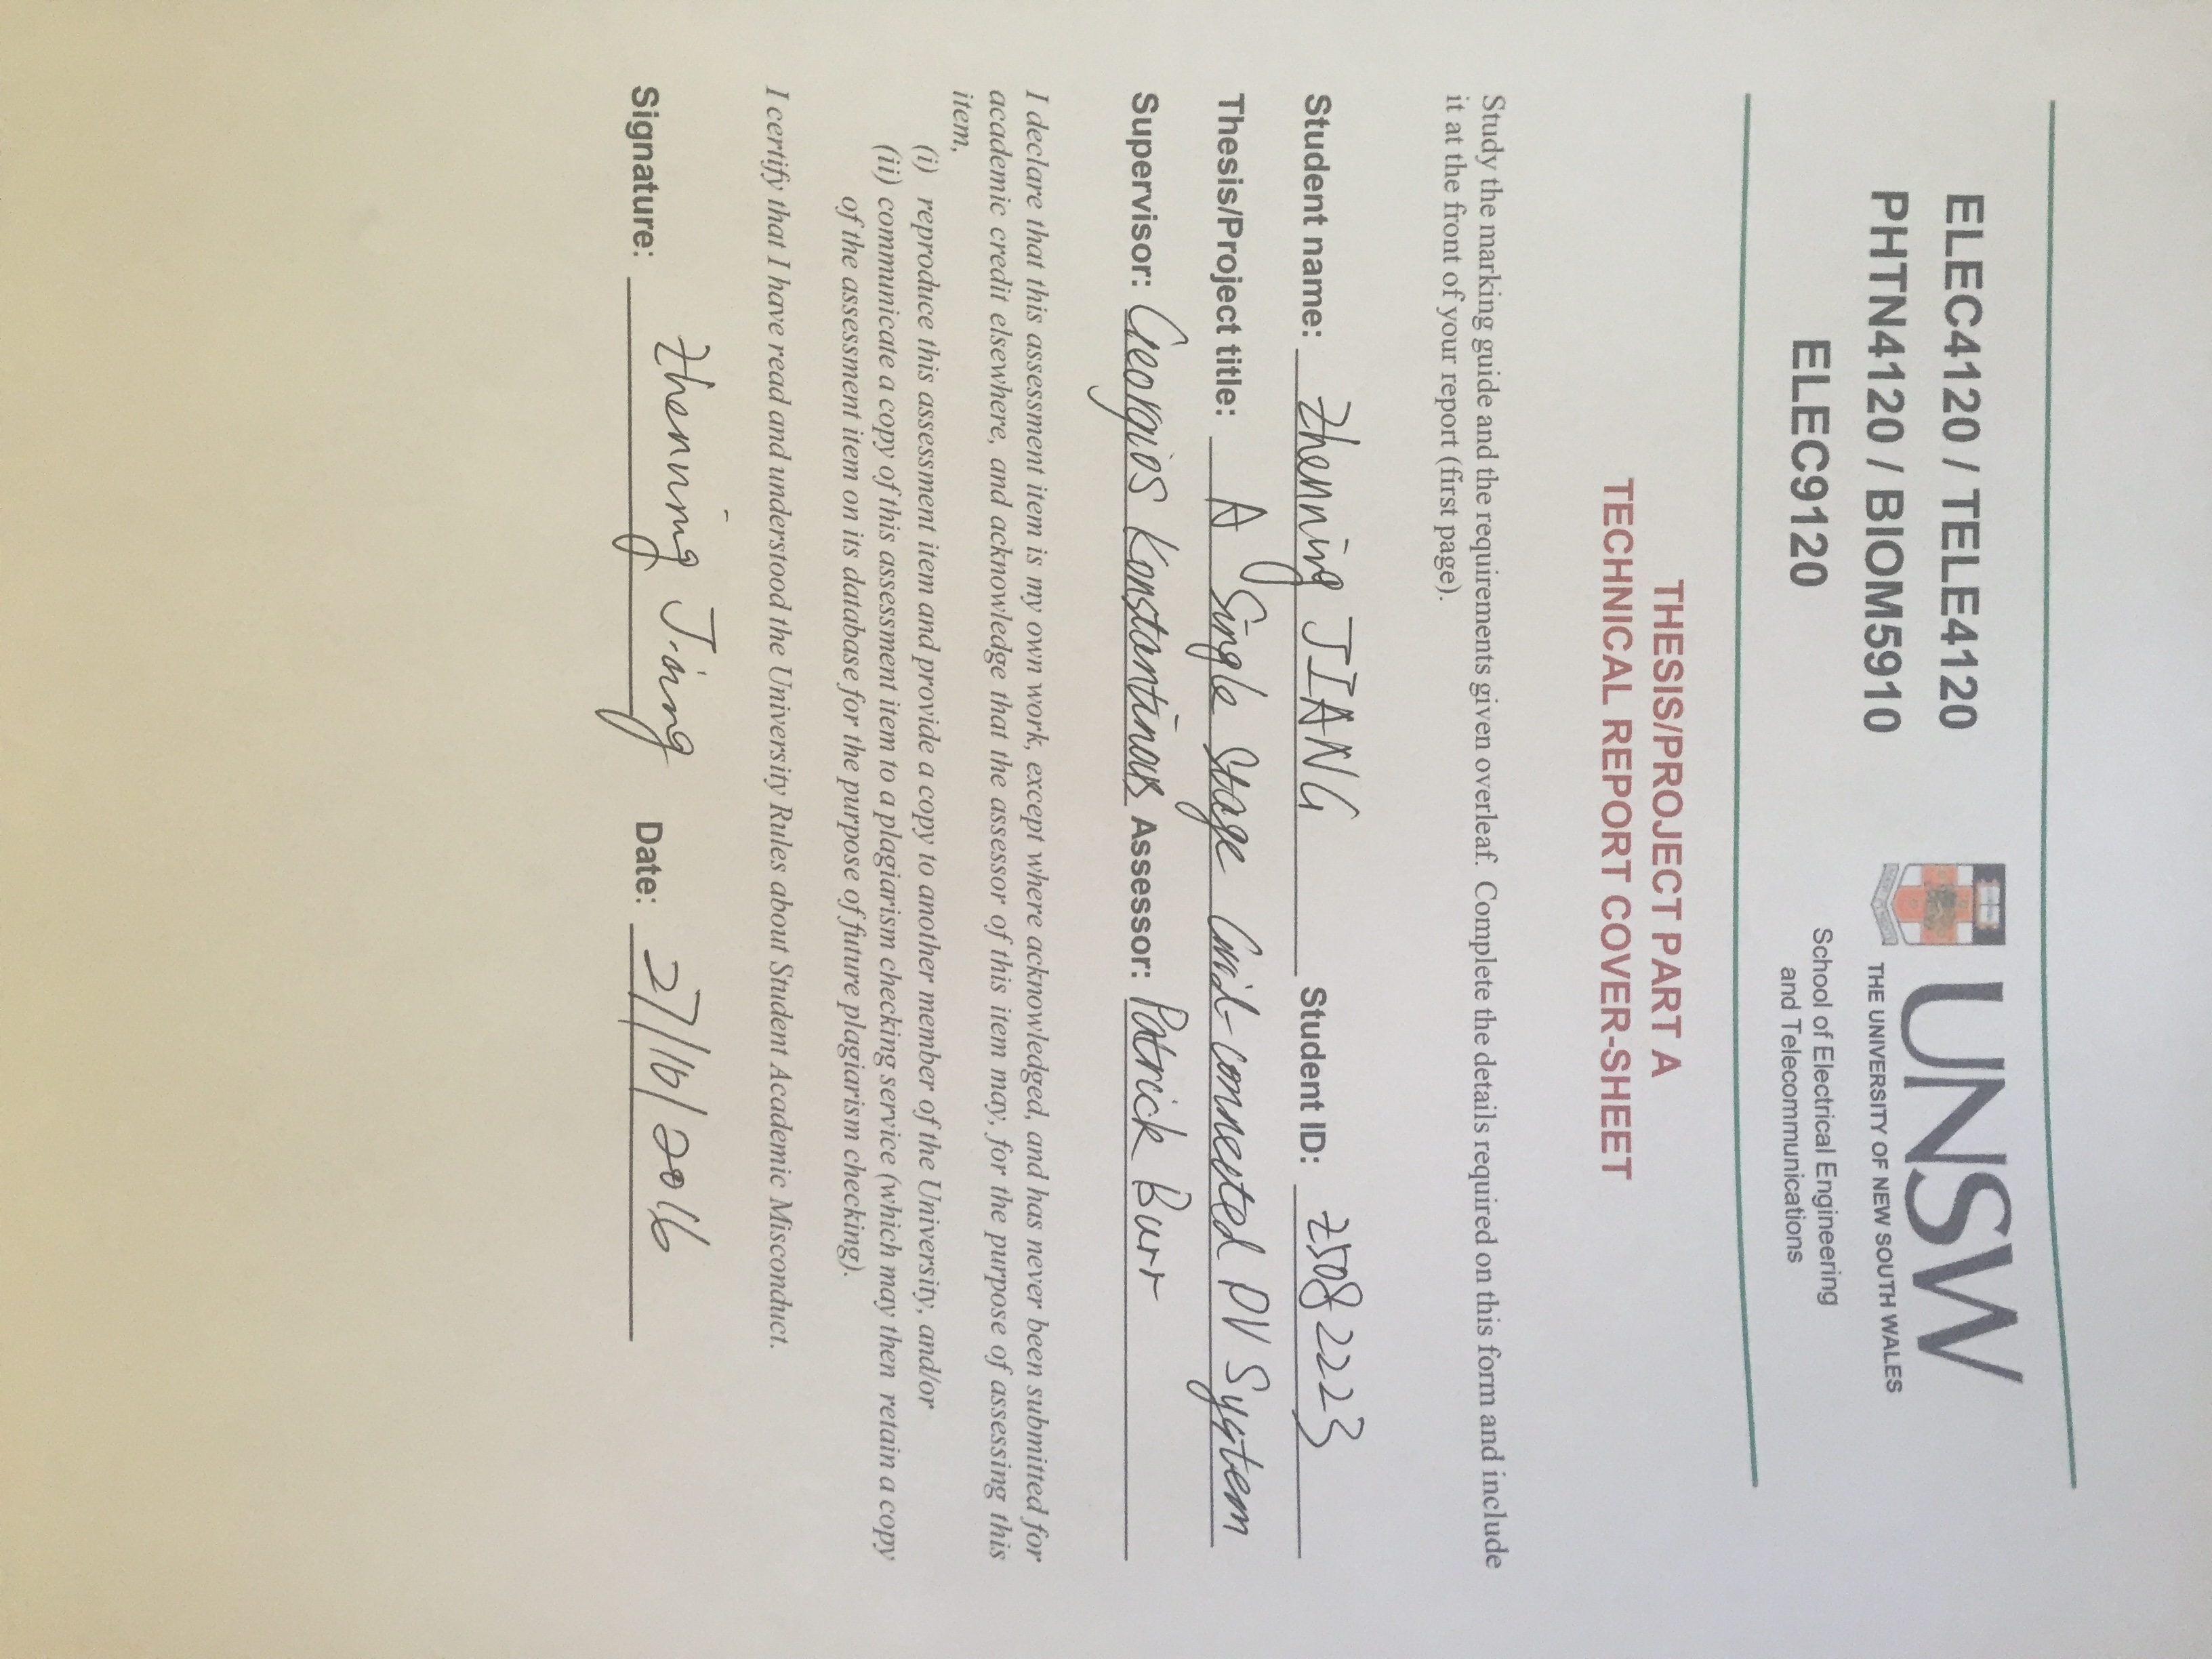 ELEC4120 / TELE4120
PHTN4120 / BIOM5910
ELEC9120
UNSW
THE UNIVERSITY OF NEW SOUTH WALES
School of Electrical Engineering
and Telecommunications
THESIS/PROJECT PART A
TECHNICAL REPORT COVER-SHEET
Study the marking guide and the requirements given overleaf. Complete the details required on this form and include
it at the front of your report (first page).
Student name: Zhenning JIANG Student ID: z5082223
Thesis/Project title: A Single Stage Grid-connected PV System
Supervisor: Georgios Konstantinous Assessor: Patrick Burr
I declare that this assessment item is my own work, except where acknowledged, and has never been submitted for
academic credit elsewhere, and acknowledge that the assessor of this item may, for the purpose of assessing this
item,
(i) reproduce this assessment item and provide a copy to another member of the University, and/or
(ii) communicate a copy of this assessment item to a plagiarism checking service (which may then retain a copy
of the assessment item on its database for the purpose of future plagiarism checking).
I certify that I have read and understood the University Rules about Student Academic Misconduct.
Signature: Zhenning Jiang Date: 27/10/2016